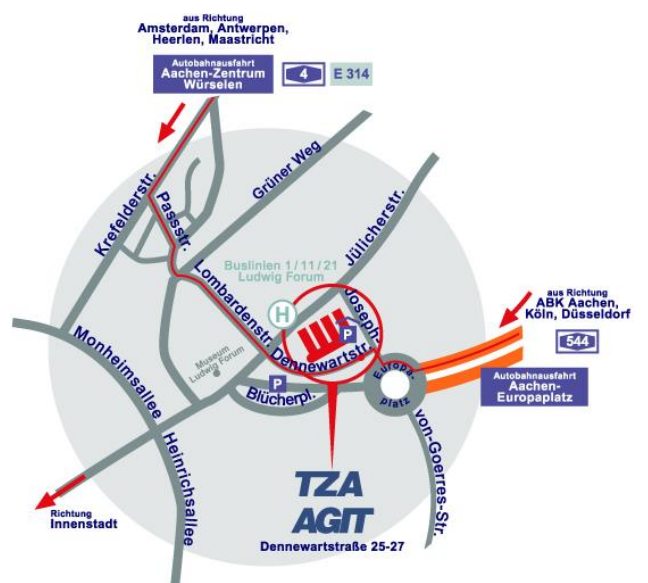 aus Richtung
Amsterdam, Antwerpen,
Heerlen, Maastricht
Autobahnausfahrt
Aachen-Zentrum
Würselen
4
E 314
Krefelderstr.
Passstr.
Grüner Weg
Jülicherstr.
Buslinien 1 / 11 / 21
Ludwig Forum
Lombardenstr.
H
Joseph.
P
aus Richtung
ABK Aachen,
Köln, Düsseldorf
544
Autobahnausfahrt
Aachen-
Europaplatz
Monheimsallee
Museum
Ludwig Forum
Dennewartstr.
Europa-
platz
P
Blücherpl.
Heinrichsallee
von-Goerres-Str.
Richtung
Innenstadt
TZA
AGIT
Dennewartstraße 25-27